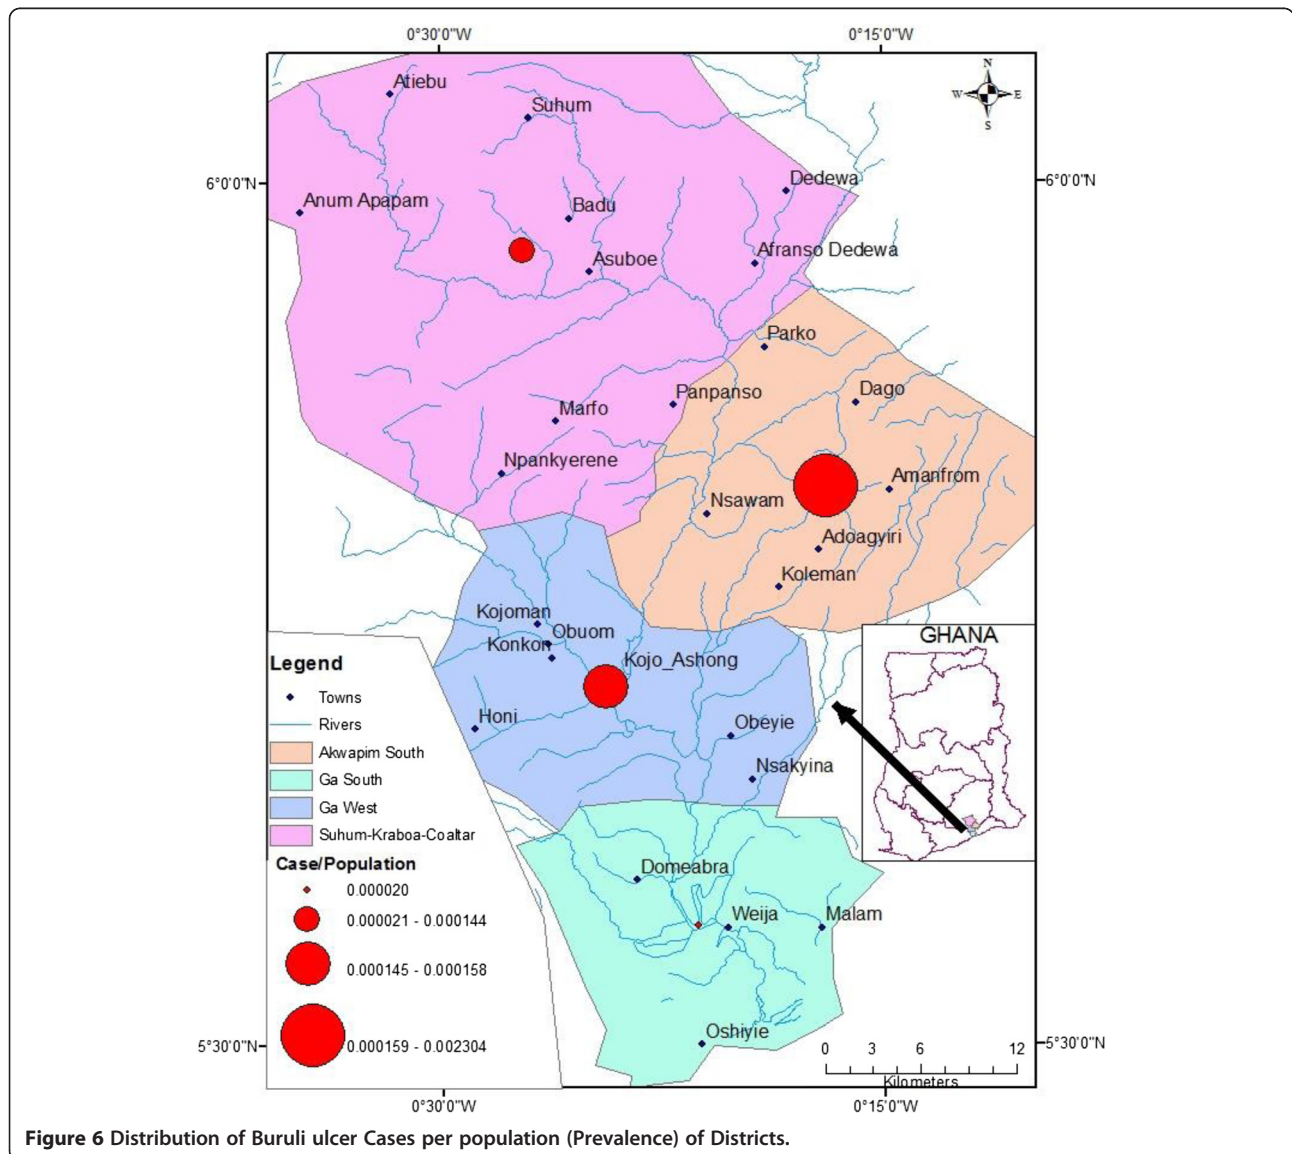 0°30'0"W
0°15'0"W
N
W
E
S
Atiebu
Suhum
6°0'0"N
6°0'0"N
Dedewa
Anum Apapam
Badu
Afranso Dedewa
Asuboe
Parko
Dago
Panpanso
Marfo
Npankyerene
Amanfrom
Nsawam
Adoagyiri
Koleman
Kojoman
Obuom
Konkon
Kojo_Ashong
Honi
Obeyie
Nsakyina
GHANA
Legend
Towns
Rivers
Akwapim South
Ga South
Ga West
Suhum-Kraboa-Coaltar
Case/Population
0.000020
0.000021 - 0.000144
0.000145 - 0.000158
0.000159 - 0.002304
Domeabra
Weija
Malam
Oshiyie
5°30'0"N
5°30'0"N
0 3 6 12
Kilometers
0°30'0"W
0°15'0"W
Figure 6 Distribution of Buruli ulcer Cases per population (Prevalence) of Districts.